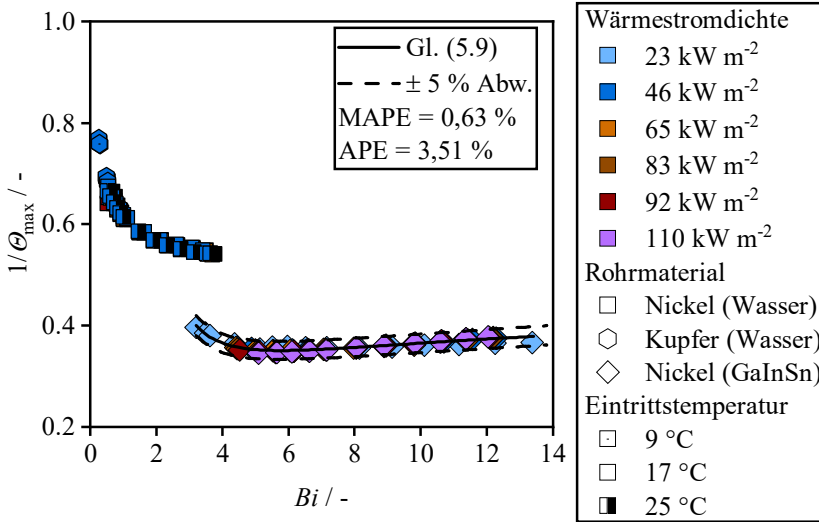 1.0
0.8
0.6
0.4
0.2
0
2
4
6
8
10
12
14
1/Θmax / -
Bi / -
Gl. (5.9)
± 5 % Abw.
MAPE = 0,63 %
APE = 3,51 %
Wärmestromdichte
23 kW m⁻²
46 kW m⁻²
65 kW m⁻²
83 kW m⁻²
92 kW m⁻²
110 kW m⁻²
Rohrmaterial
Nickel (Wasser)
Kupfer (Wasser)
Nickel (GaInSn)
Eintrittstemperatur
9 °C
17 °C
25 °C